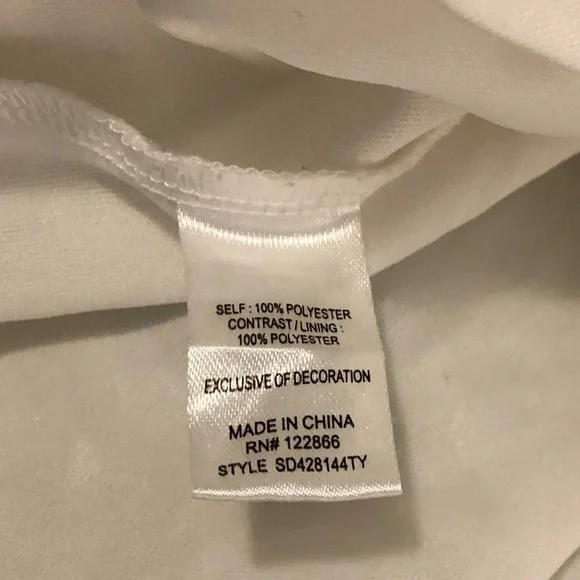 SELF : 100% POLYESTER
CONTRAST / LINING :
100% POLYESTER
EXCLUSIVE OF DECORATION
MADE IN CHINA
RN# 122866
STYLE SD428144TY